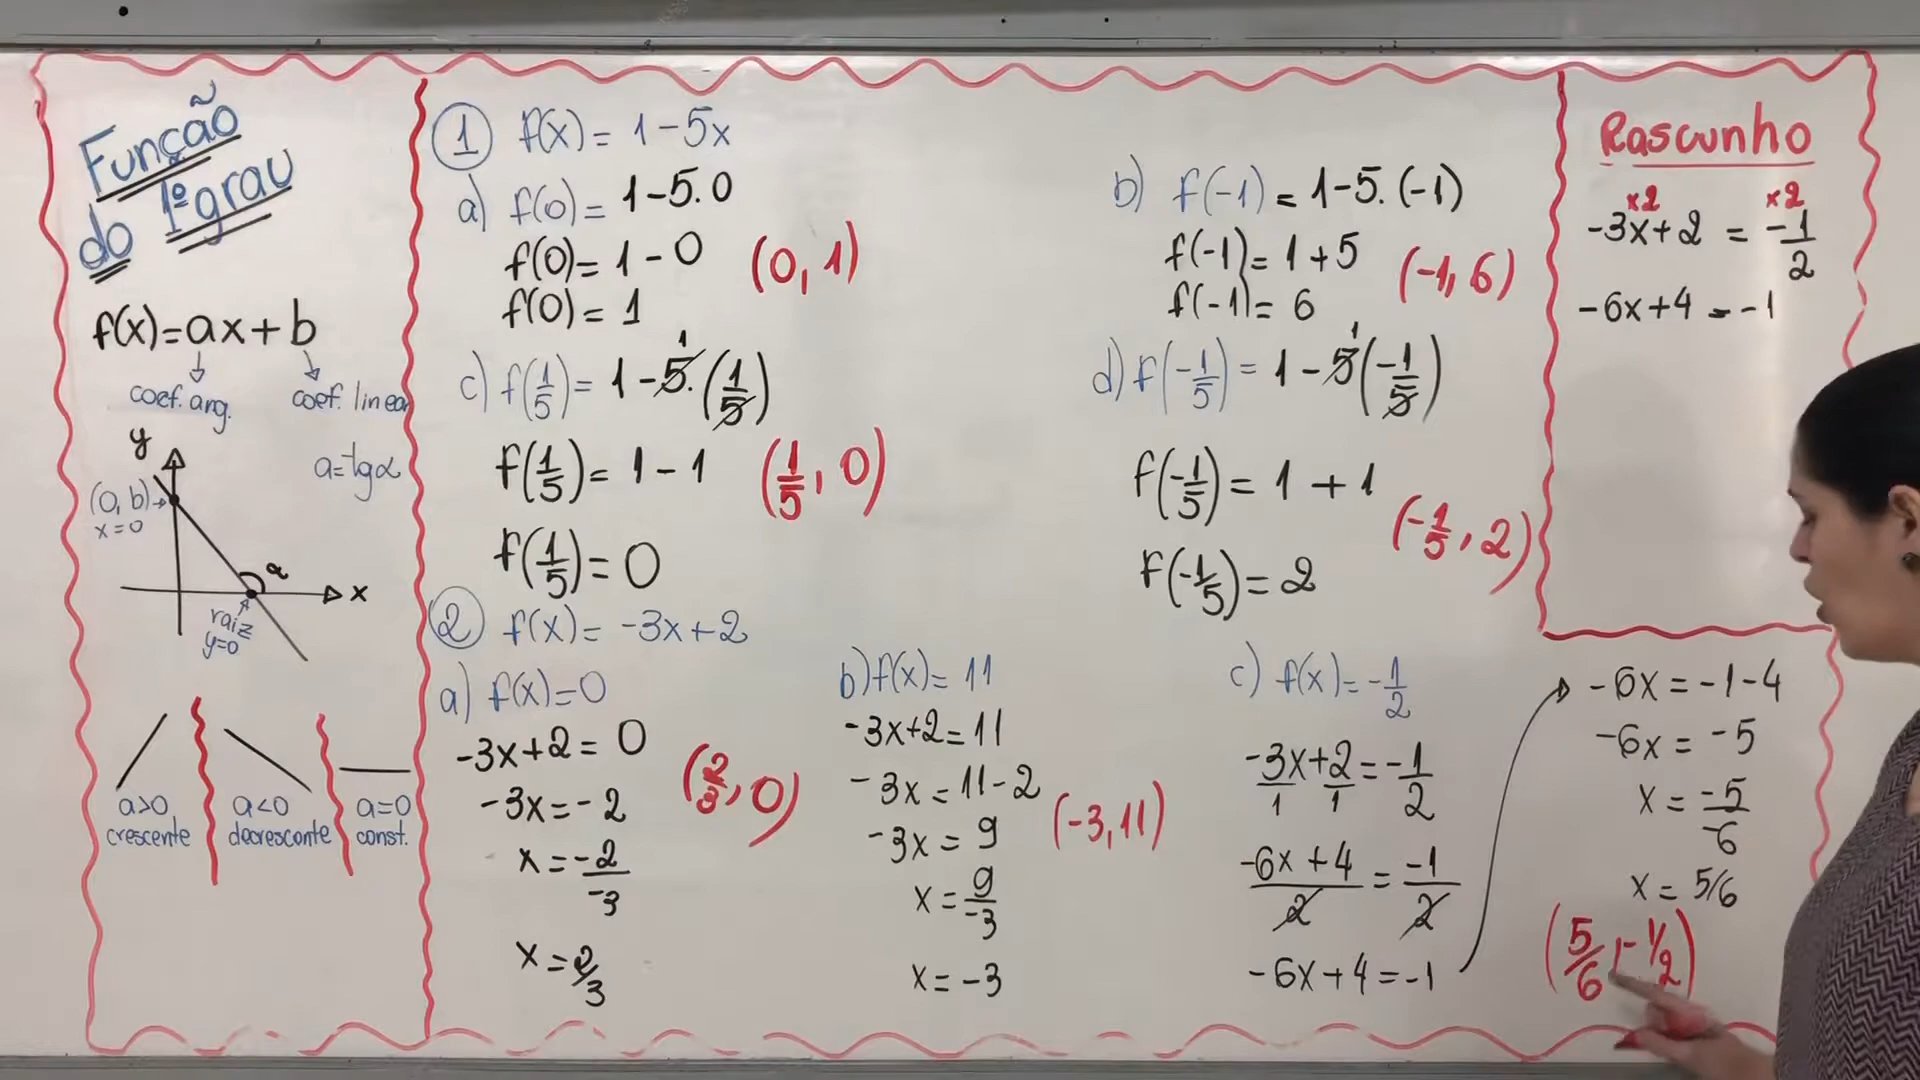 Função
do 1º grau
f(x)=ax+b
coef. ang.
coef. linear
a=tgα
y
(0, b)
x=0
α
x
raiz
y=0
a>0
crescente
a<0
decrescente
a=0
const.
① f(x)= 1-5x
a) f(0)= 1-5.0
f(0)= 1-0
f(0)= 1
(0, 1)
b) f(-1)= 1-5.(-1)
f(-1)= 1+5
f(-1)= 6
(-1, 6)
c) f(1/5)= 1-5.(1/5)
1
f(1/5)= 1-1
f(1/5)= 0
(1/5, 0)
d) f(-1/5)= 1-5(-1/5)
1
f(-1/5)= 1+1
f(-1/5)= 2
(-1/5, 2)
② f(x)= -3x+2
a) f(x)=0
-3x+2= 0
-3x=-2
x=-2/-3
x=2/3
(2/3, 0)
b) f(x)= 11
-3x+2=11
-3x=11-2
-3x= 9
x=9/-3
x=-3
(-3, 11)
c) f(x)=-1/2
-3x/1+2/1=-1/2
-6x+4/2=-1/2
-6x+4=-1
-6x=-1-4
-6x=-5
x=-5/-6
x= 5/6
(5/6, -1/2)
Rascunho
x2 x2
-3x+2 = -1/2
-6x+4 = -1